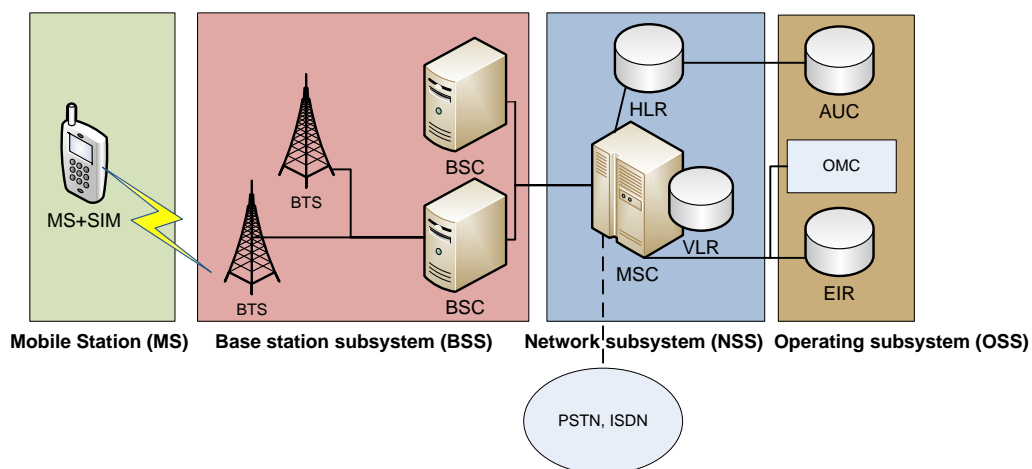 MS+SIM
BTS
BTS
BSC
BSC
HLR
MSC
VLR
AUC
OMC
EIR
Mobile Station (MS)
Base station subsystem (BSS)
Network subsystem (NSS)
Operating subsystem (OSS)
PSTN, ISDN